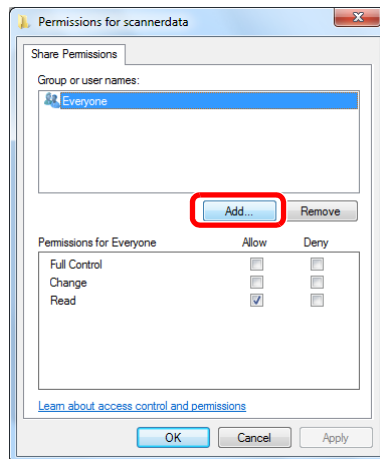 Permissions for scannerdata
Share Permissions
Group or user names:
Everyone
Add... Remove
Permissions for Everyone Allow Deny
Full Control
Change
Read
Learn about access control and permissions
OK Cancel Apply